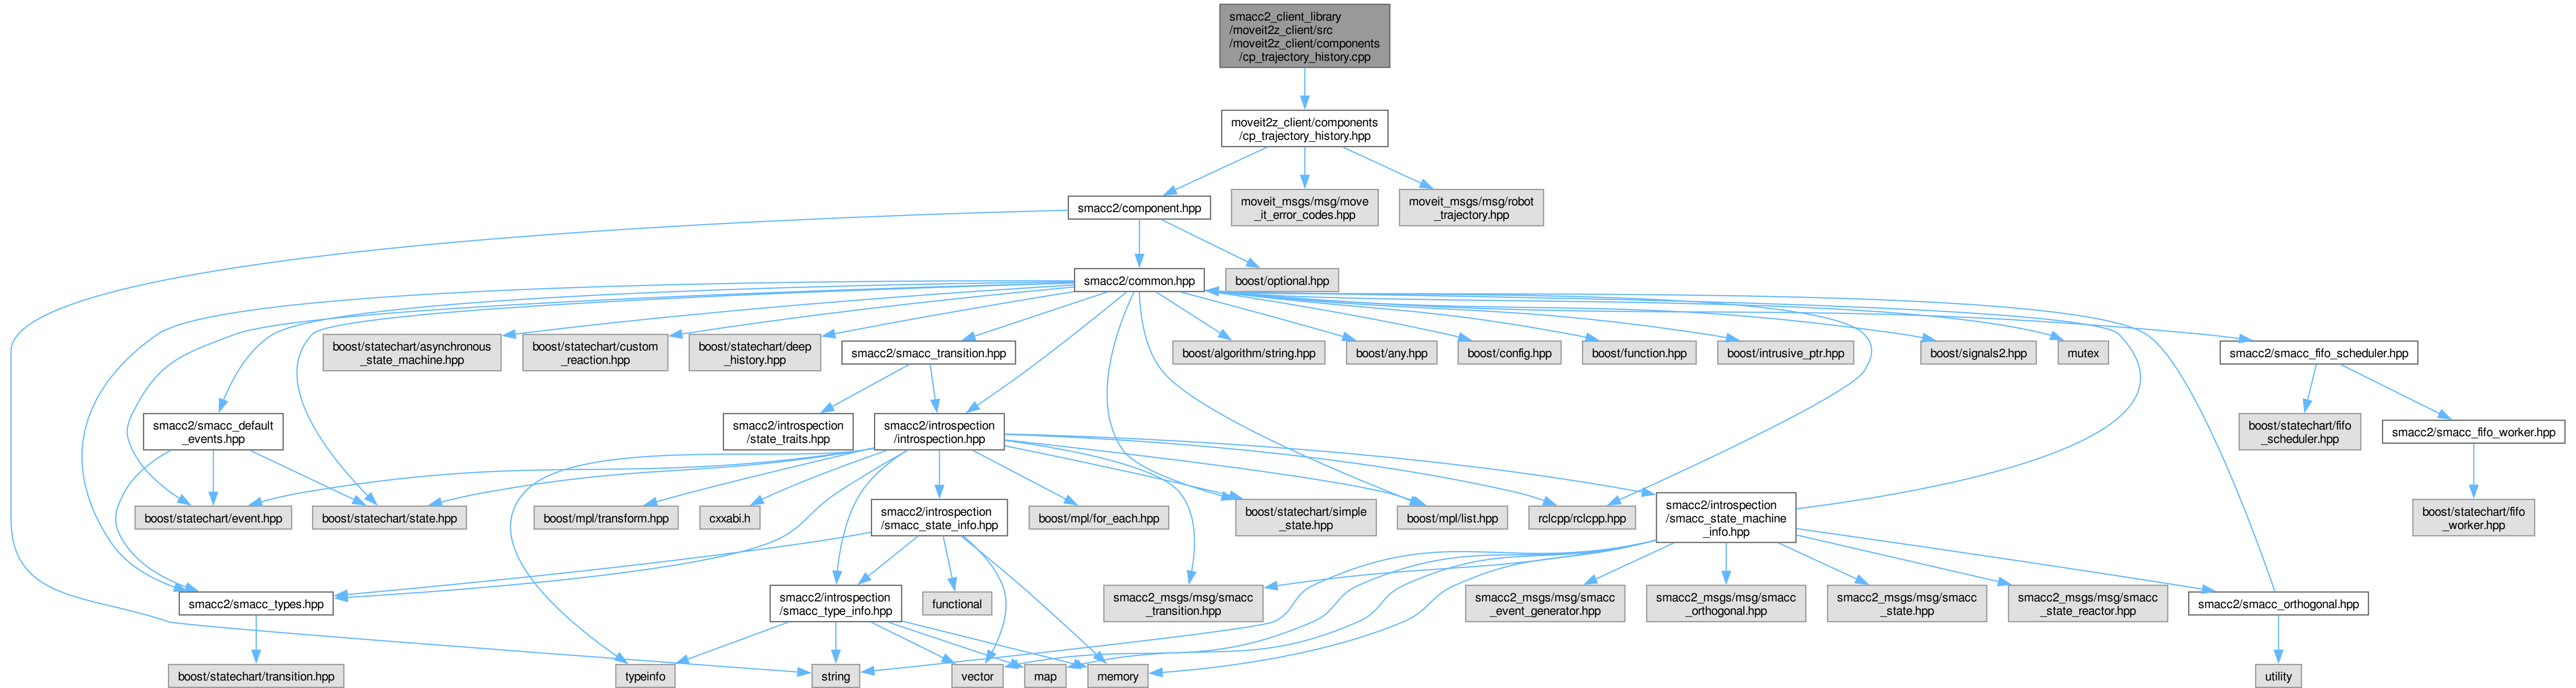 smacc2_client_library
/moveit2z_client/src
/moveit2z_client/components
/cp_trajectory_history.cpp
moveit2z_client/components
/cp_trajectory_history.hpp
smacc2/component.hpp
moveit_msgs/msg/move
_it_error_codes.hpp
moveit_msgs/msg/robot
_trajectory.hpp
smacc2/common.hpp
boost/optional.hpp
boost/statechart/asynchronous
_state_machine.hpp
boost/statechart/custom
_reaction.hpp
boost/statechart/deep
_history.hpp
smacc2/smacc_transition.hpp
boost/algorithm/string.hpp
boost/any.hpp
boost/config.hpp
boost/function.hpp
boost/intrusive_ptr.hpp
boost/signals2.hpp
mutex
smacc2/smacc_fifo_scheduler.hpp
smacc2/smacc_default
_events.hpp
smacc2/introspection
/state_traits.hpp
smacc2/introspection
/introspection.hpp
boost/statechart/fifo
_scheduler.hpp
smacc2/smacc_fifo_worker.hpp
boost/statechart/event.hpp
boost/statechart/state.hpp
boost/mpl/transform.hpp
cxxabi.h
smacc2/introspection
/smacc_state_info.hpp
boost/mpl/for_each.hpp
boost/statechart/simple
_state.hpp
boost/mpl/list.hpp
rclcpp/rclcpp.hpp
smacc2/introspection
/smacc_state_machine
_info.hpp
boost/statechart/fifo
_worker.hpp
smacc2/smacc_types.hpp
smacc2/introspection
/smacc_type_info.hpp
functional
smacc2_msgs/msg/smacc
_transition.hpp
smacc2_msgs/msg/smacc
_event_generator.hpp
smacc2_msgs/msg/smacc
_orthogonal.hpp
smacc2_msgs/msg/smacc
_state.hpp
smacc2_msgs/msg/smacc
_state_reactor.hpp
smacc2/smacc_orthogonal.hpp
boost/statechart/transition.hpp
typeinfo
string
vector
map
memory
utility